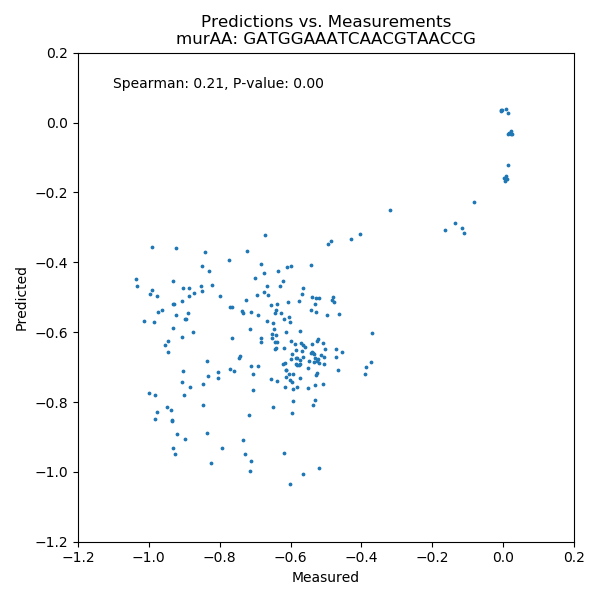 Predictions vs. Measurements
murAA: GATGGAAATCAACGTAACCG
Spearman: 0.21, P-value: 0.00
0.2
0.0
−0.2
−0.4
−0.6
−0.8
−1.0
−1.2
Predicted
−1.2 −1.0 −0.8 −0.6 −0.4 −0.2 0.0 0.2
Measured